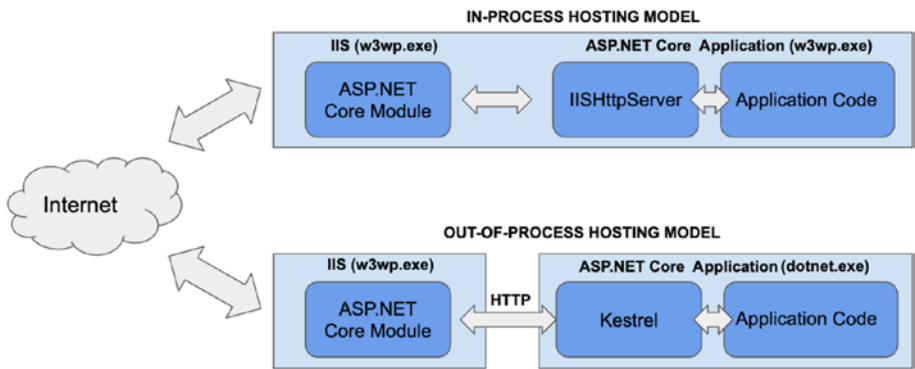 IN-PROCESS HOSTING MODEL
IIS (w3wp.exe)
ASP.NET Core Application (w3wp.exe)
ASP.NET
Core Module
IISHttpServer
Application Code
Internet
OUT-OF-PROCESS HOSTING MODEL
IIS (w3wp.exe)
ASP.NET Core Application (dotnet.exe)
ASP.NET
Core Module
HTTP
Kestrel
Application Code